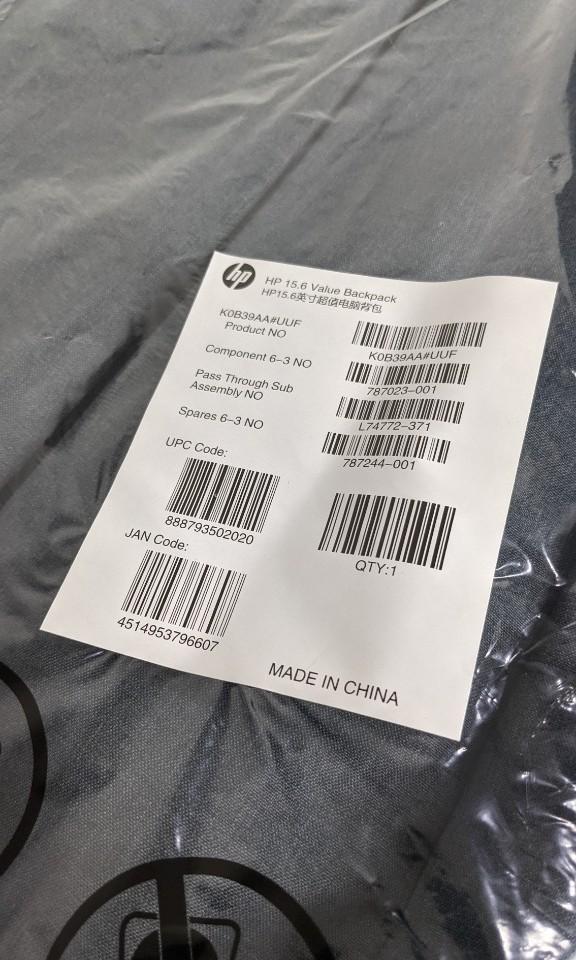 hp
HP 15.6 Value Backpack
HP15.6英寸超值电脑背包
K0B39AA#UUF
Product NO
K0B39AA#UUF
Component 6-3 NO
787023-001
Pass Through Sub
Assembly NO
L74772-371
Spares 6-3 NO
787244-001
UPC Code:
888793502020
QTY:1
JAN Code:
4514953796607
MADE IN CHINA